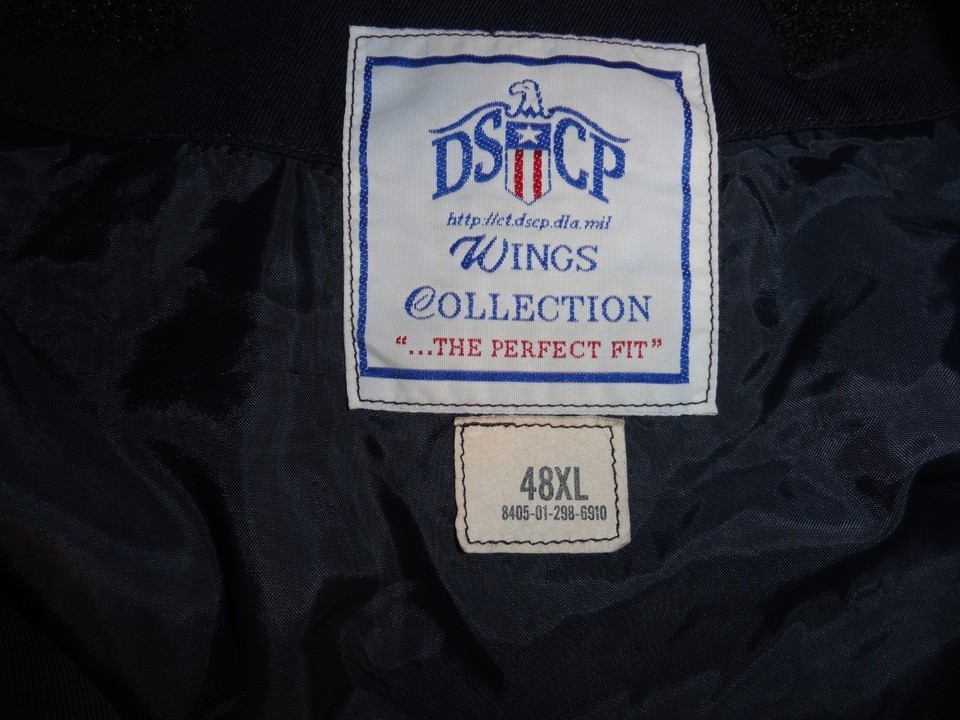 DSCP
http://ct.dscp.dla.mil
WINGS
COLLECTION
"...THE PERFECT FIT"
48XL
8405-01-298-6910